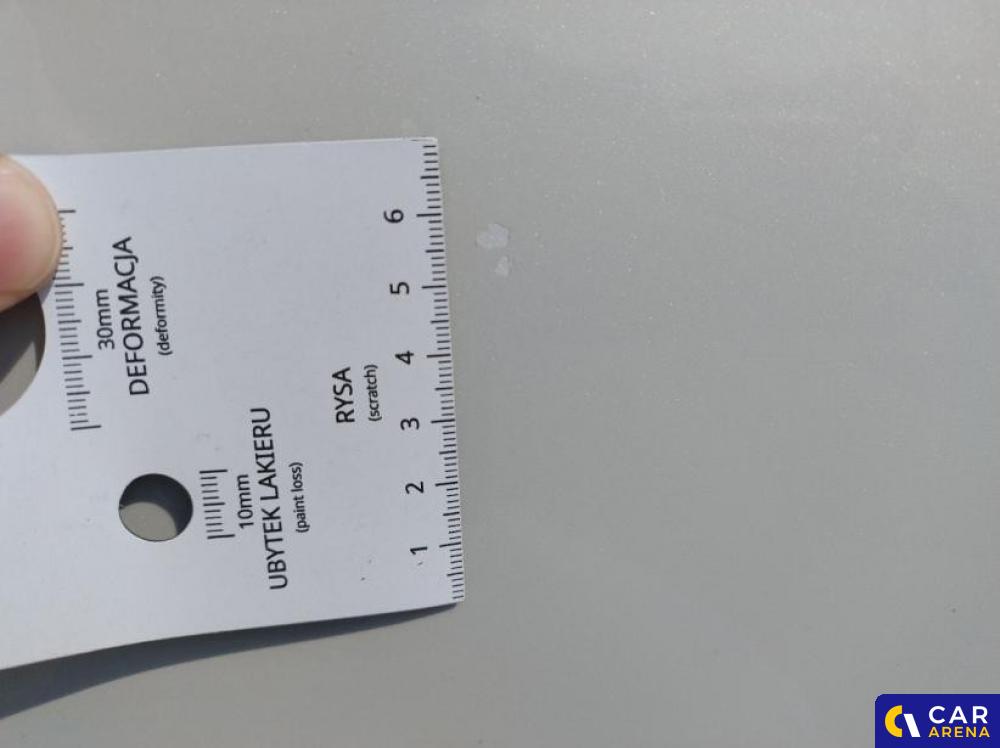 30mm
DEFORMACJA
(deformity)
10mm
UBYTEK LAKIERU
(paint loss)
RYSA
(scratch)
1 2 3 4 5 6
CAR
ARENA